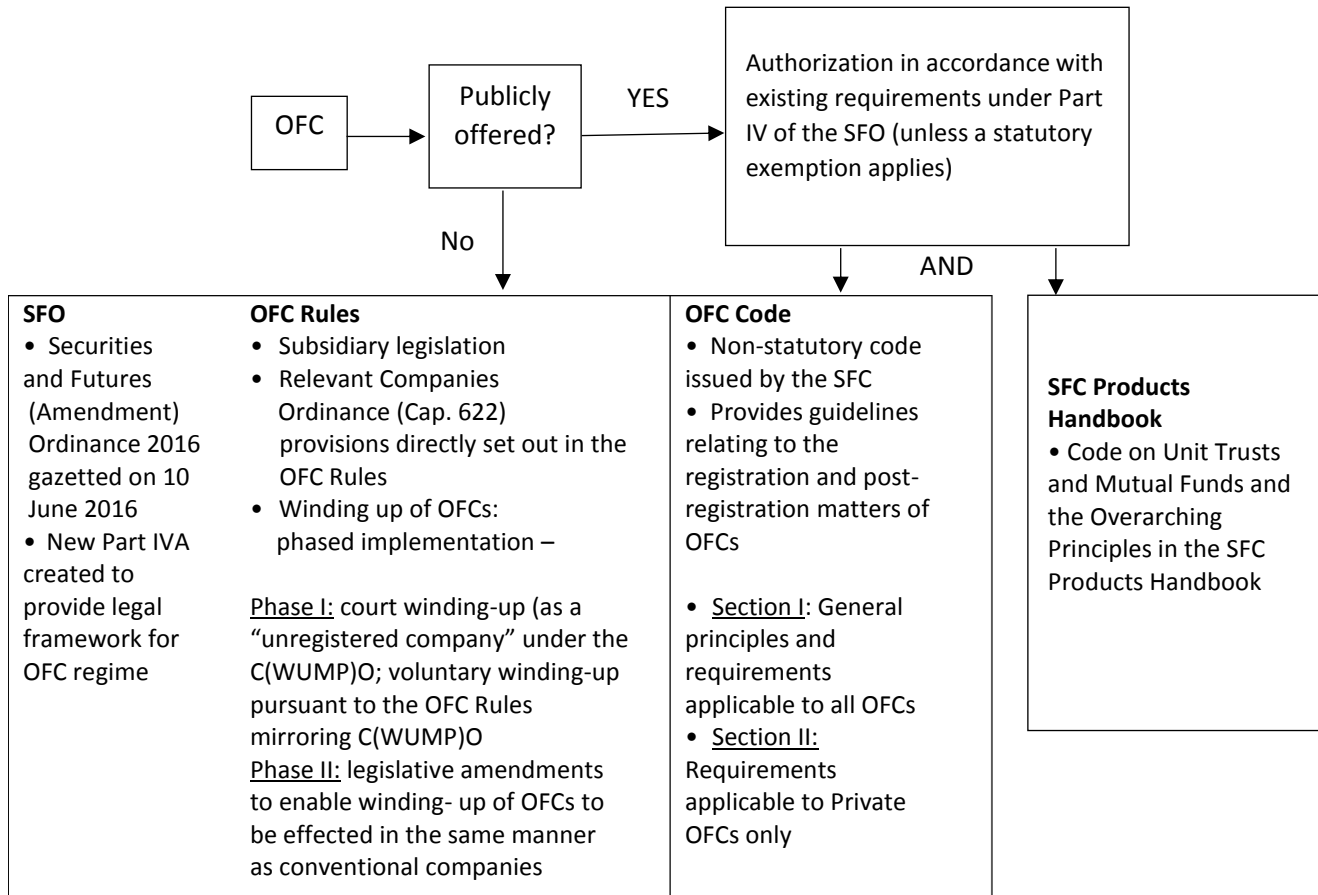 OFC
Publicly
offered?
YES
Authorization in accordance with
existing requirements under Part
IV of the SFO (unless a statutory
exemption applies)
No
AND
SFO
• Securities
and Futures
(Amendment)
Ordinance 2016
gazetted on 10
June 2016
• New Part IVA
created to
provide legal
framework for
OFC regime
OFC Rules
• Subsidiary legislation
• Relevant Companies
Ordinance (Cap. 622)
provisions directly set out in the
OFC Rules
• Winding up of OFCs:
phased implementation –
Phase I: court winding-up (as a
“unregistered company” under the
C(WUMP)O; voluntary winding-up
pursuant to the OFC Rules
mirroring C(WUMP)O
Phase II: legislative amendments
to enable winding- up of OFCs to
be effected in the same manner
as conventional companies
OFC Code
• Non-statutory code
issued by the SFC
• Provides guidelines
relating to the
registration and post-
registration matters of
OFCs
• Section I: General
principles and
requirements
applicable to all OFCs
• Section II:
Requirements
applicable to Private
OFCs only
SFC Products
Handbook
• Code on Unit Trusts
and Mutual Funds and
the Overarching
Principles in the SFC
Products Handbook